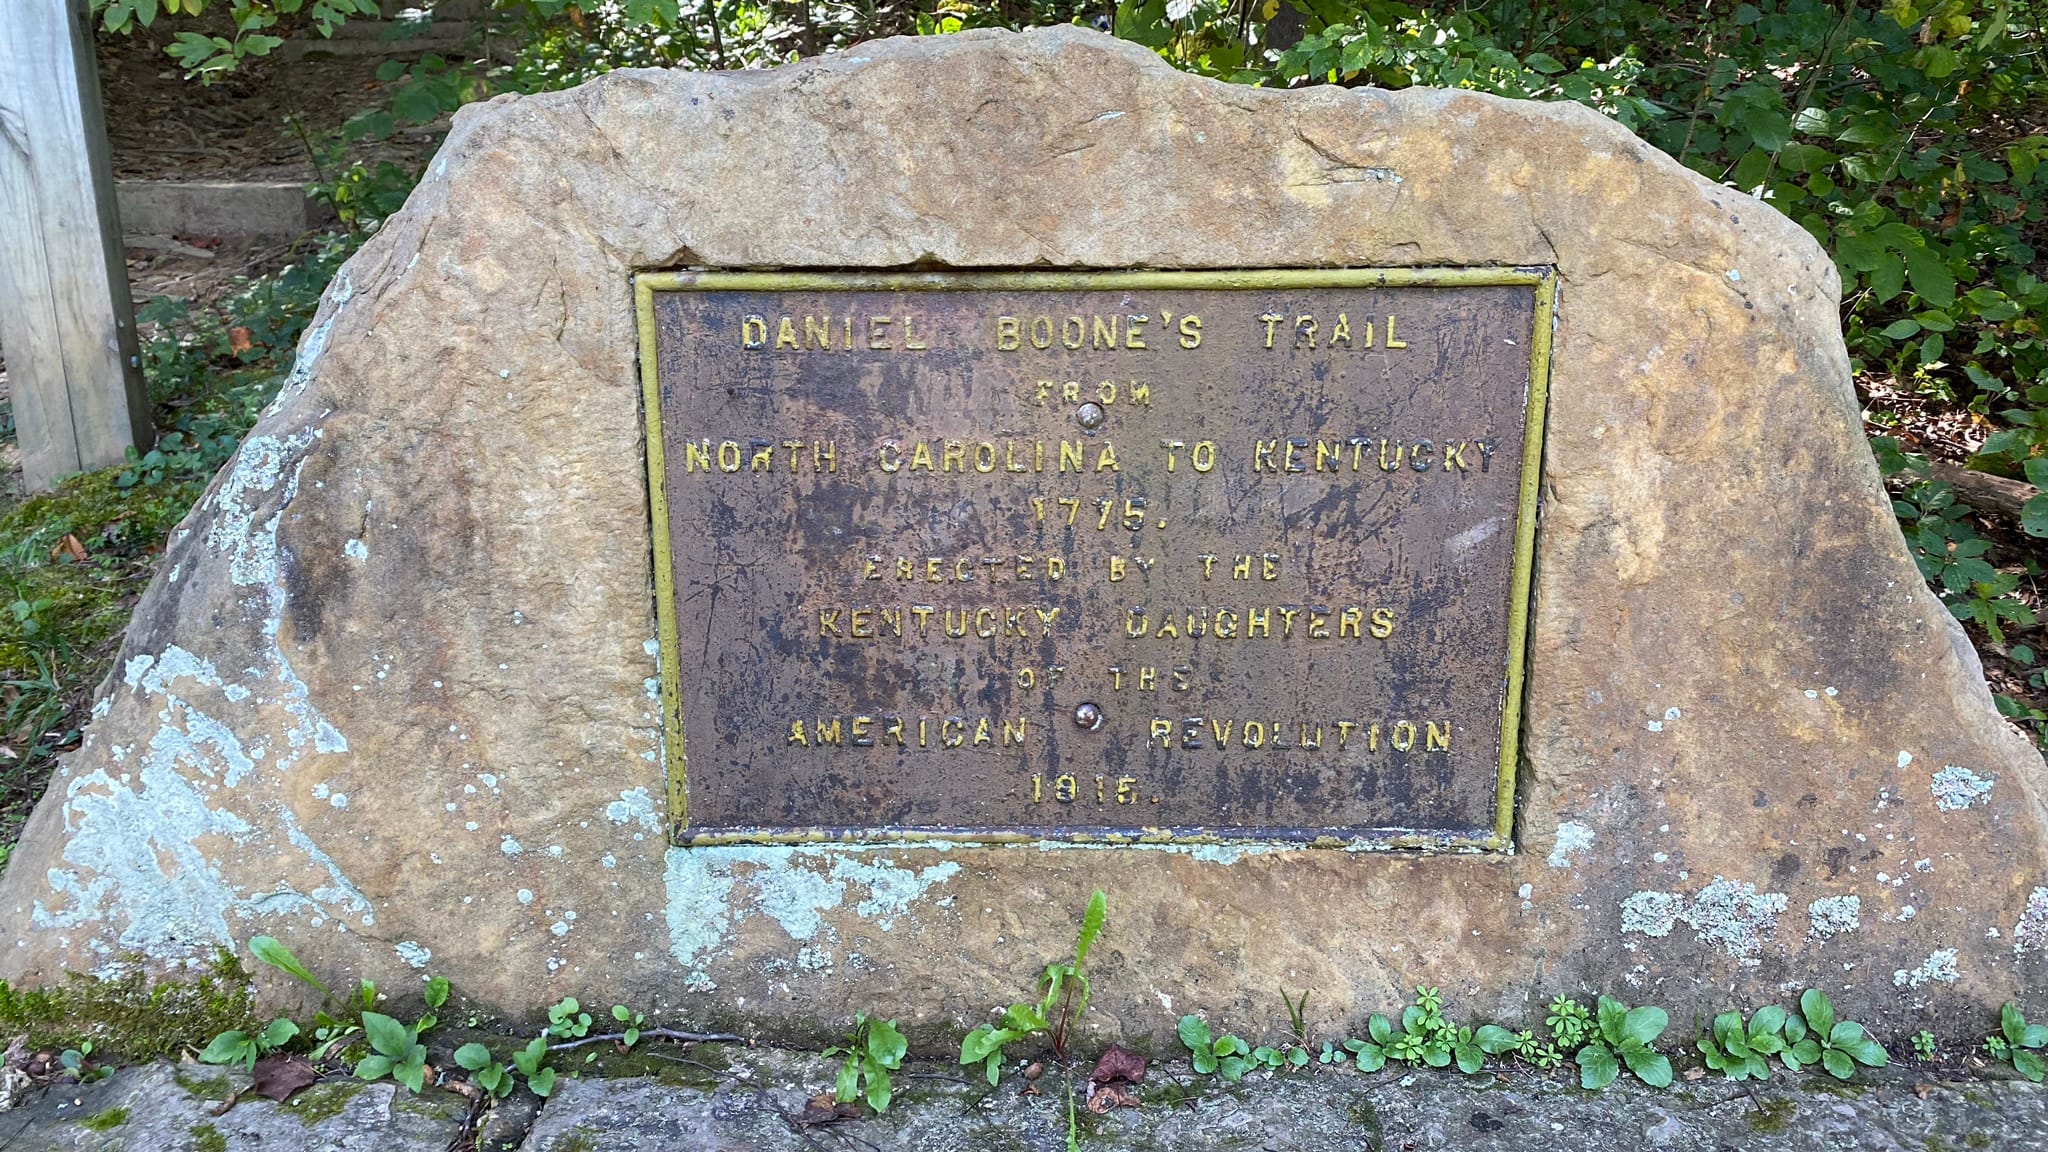 DANIEL BOONE'S TRAIL
FROM
NORTH CAROLINA TO KENTUCKY
1775.
ERECTED BY THE
KENTUCKY DAUGHTERS
OF THE
AMERICAN REVOLUTION
1915.